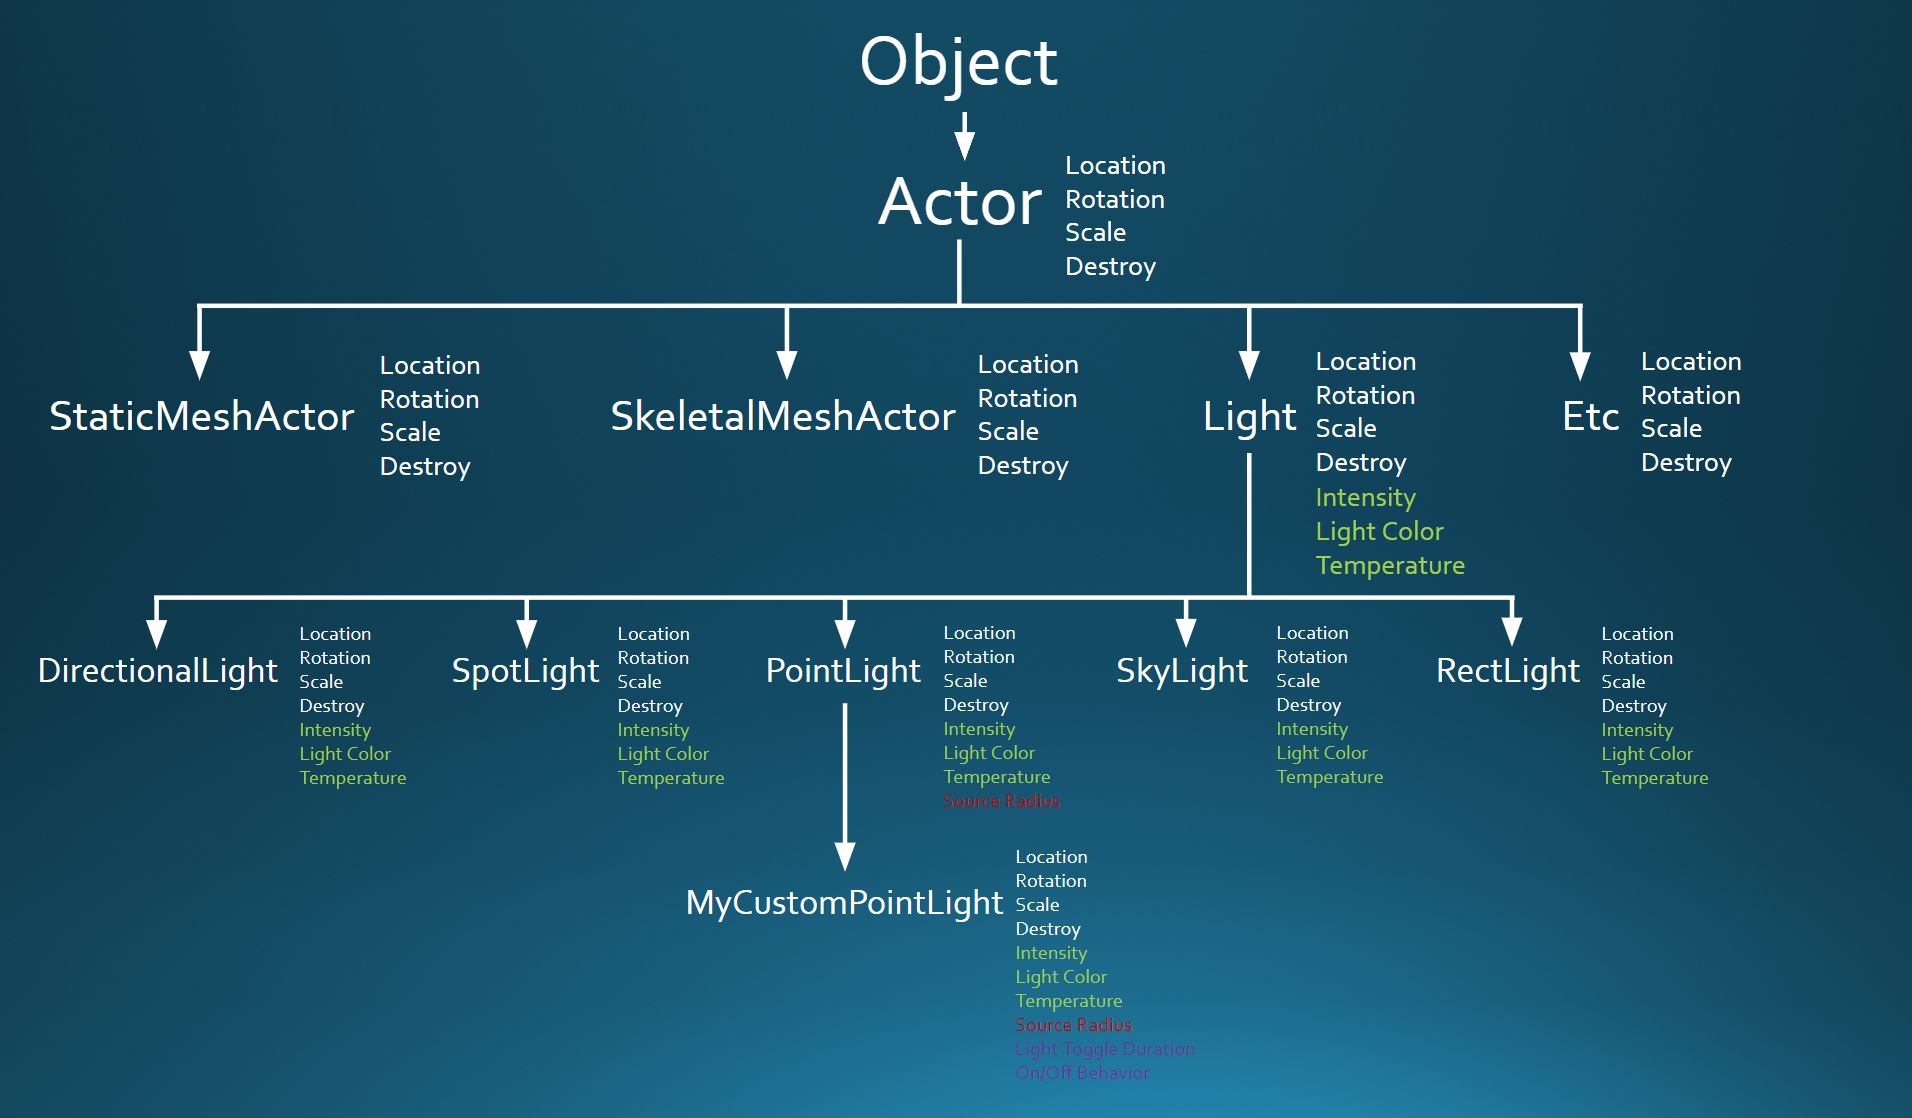 Object
Actor
Location
Rotation
Scale
Destroy
StaticMeshActor
Location
Rotation
Scale
Destroy
SkeletalMeshActor
Location
Rotation
Scale
Destroy
Light
Location
Rotation
Scale
Destroy
Intensity
Light Color
Temperature
Etc
Location
Rotation
Scale
Destroy
DirectionalLight
Location
Rotation
Scale
Destroy
Intensity
Light Color
Temperature
SpotLight
Location
Rotation
Scale
Destroy
Intensity
Light Color
Temperature
PointLight
Location
Rotation
Scale
Destroy
Intensity
Light Color
Temperature
Source Radius
SkyLight
Location
Rotation
Scale
Destroy
Intensity
Light Color
Temperature
RectLight
Location
Rotation
Scale
Destroy
Intensity
Light Color
Temperature
MyCustomPointLight
Location
Rotation
Scale
Destroy
Intensity
Light Color
Temperature
Source Radius
Light Toggle Duration
On/Off Behavior